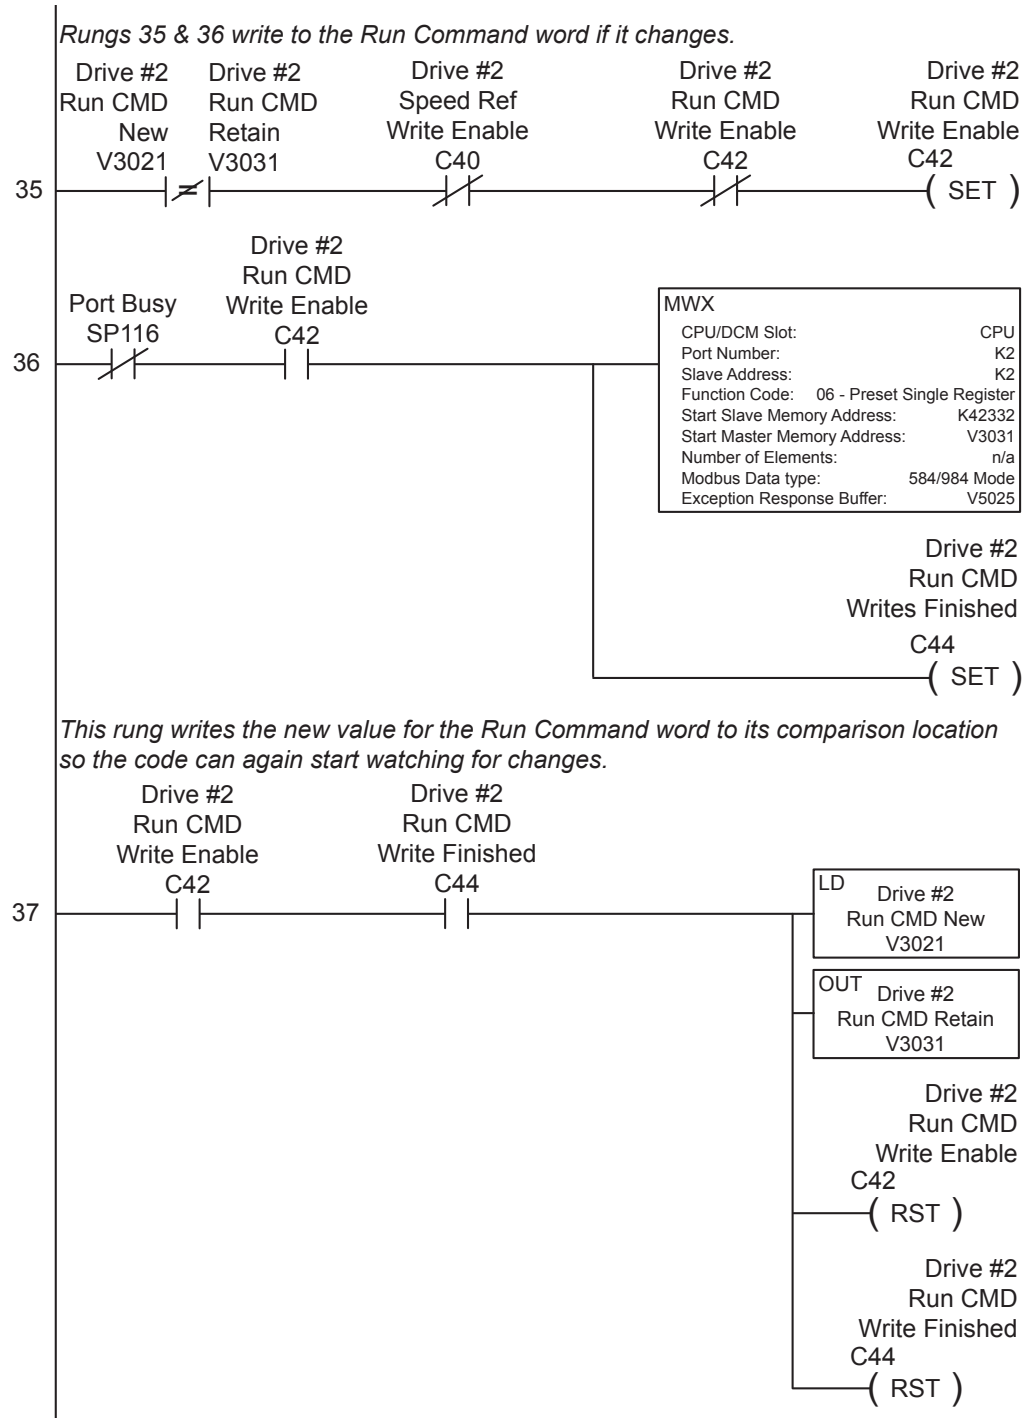 Rungs 35 & 36 write to the Run Command word if it changes.
Drive #2
Run CMD
New
V3021
Drive #2
Run CMD
Retain
V3031
Drive #2
Speed Ref
Write Enable
C40
Drive #2
Run CMD
Write Enable
C42
Drive #2
Run CMD
Write Enable
C42
35
=
( SET )
Port Busy
SP116
Drive #2
Run CMD
Write Enable
C42
36
MWX
CPU/DCM Slot: CPU
Port Number: K2
Slave Address: K2
Function Code: 06 - Preset Single Register
Start Slave Memory Address: K42332
Start Master Memory Address: V3031
Number of Elements: n/a
Modbus Data type: 584/984 Mode
Exception Response Buffer: V5025
Drive #2
Run CMD
Writes Finished
C44
( SET )
This rung writes the new value for the Run Command word to its comparison location
so the code can again start watching for changes.
Drive #2
Run CMD
Write Enable
C42
Drive #2
Run CMD
Write Finished
C44
37
LD
Drive #2
Run CMD New
V3021
OUT
Drive #2
Run CMD Retain
V3031
Drive #2
Run CMD
Write Enable
C42
( RST )
Drive #2
Run CMD
Write Finished
C44
( RST )